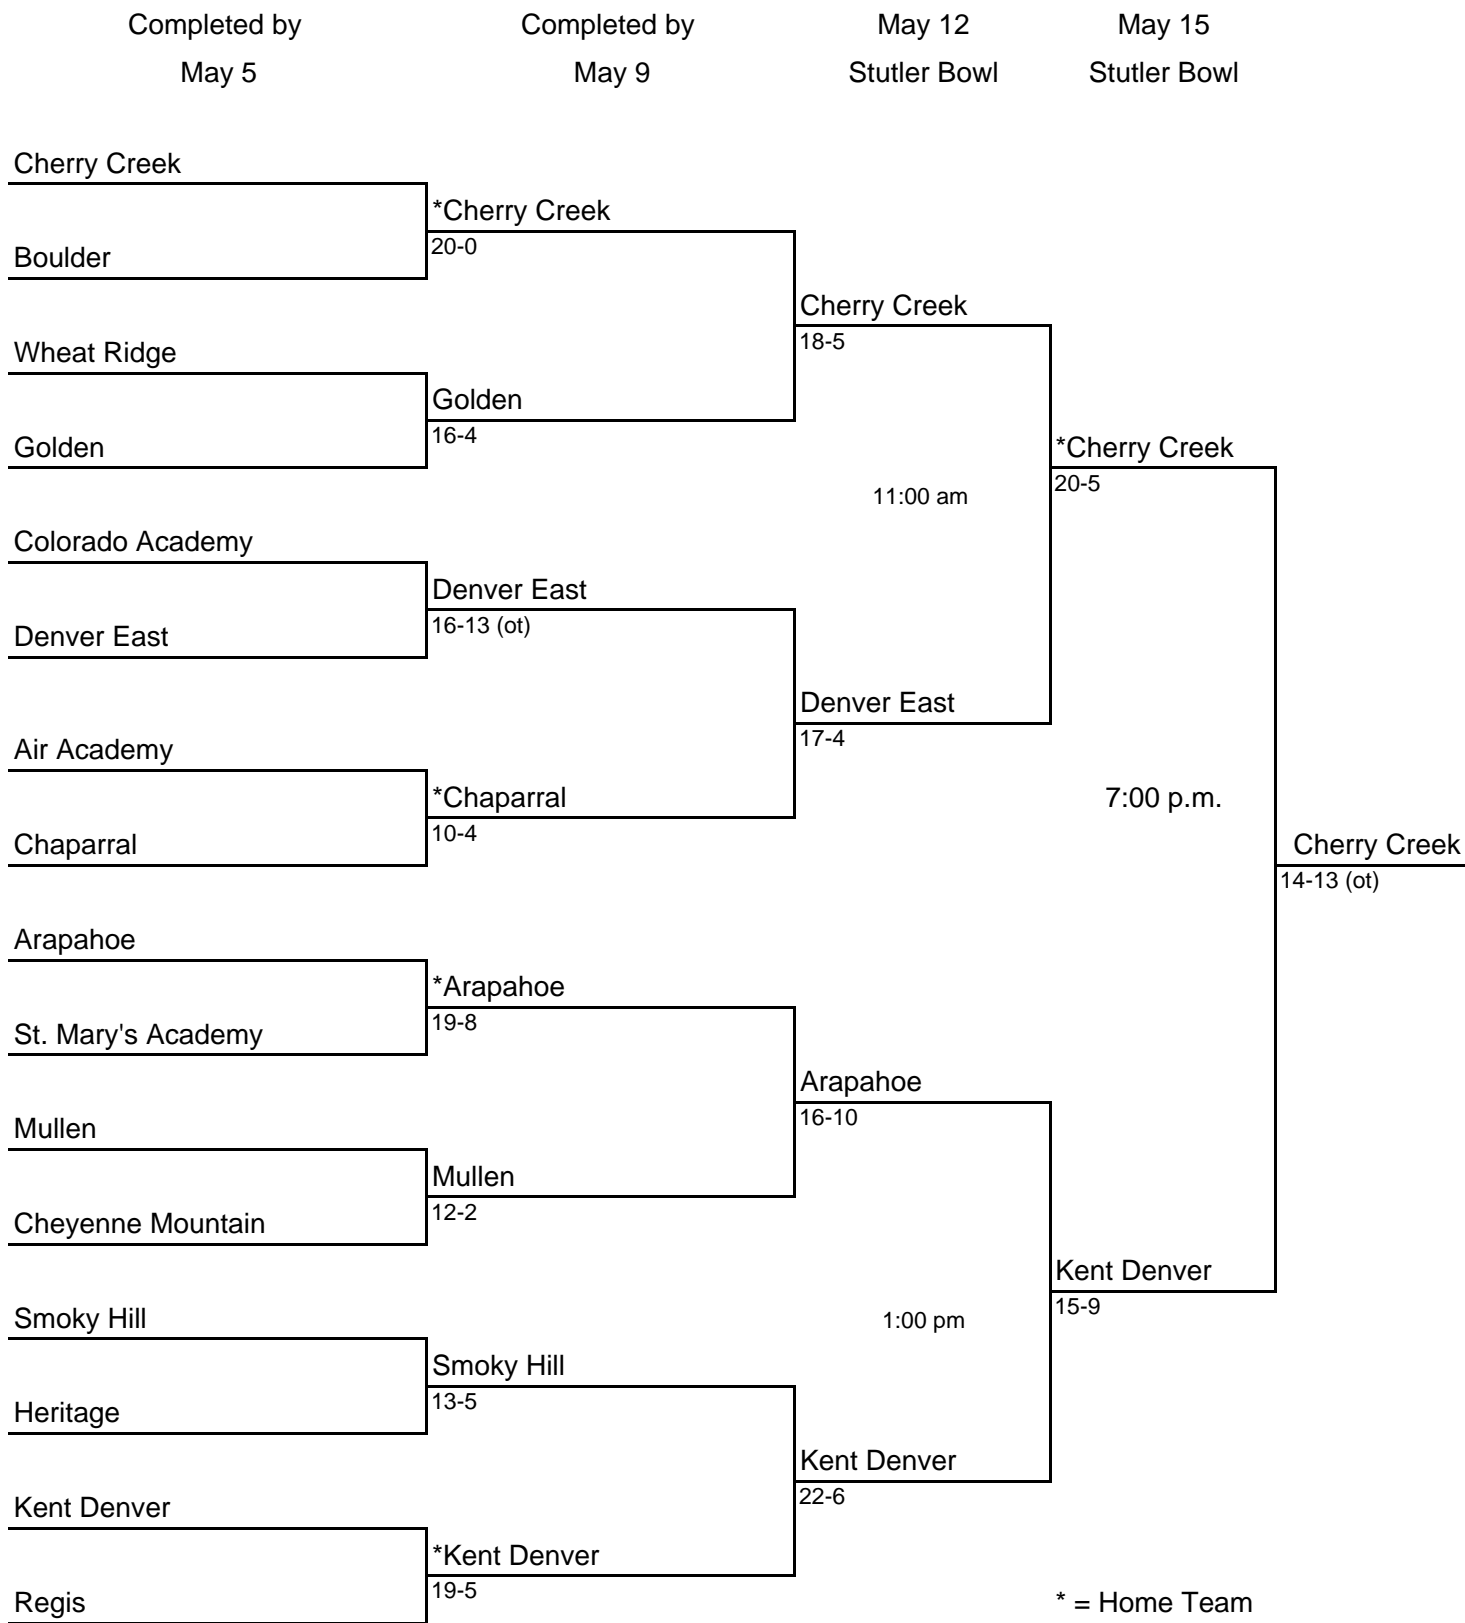 Completed by
May 5
Completed by
May 9
May 12
Stutler Bowl
May 15
Stutler Bowl
Cherry Creek
*Cherry Creek
20-0
Boulder
Cherry Creek
18-5
Wheat Ridge
Golden
16-4
Golden
*Cherry Creek
20-5
11:00 am
Colorado Academy
Denver East
16-13 (ot)
Denver East
Denver East
17-4
Air Academy
*Chaparral
10-4
7:00 p.m.
Chaparral
Cherry Creek
14-13 (ot)
Arapahoe
*Arapahoe
19-8
St. Mary's Academy
Arapahoe
16-10
Mullen
Mullen
12-2
Cheyenne Mountain
Kent Denver
15-9
Smoky Hill
1:00 pm
Smoky Hill
13-5
Heritage
Kent Denver
22-6
Kent Denver
*Kent Denver
19-5
Regis
* = Home Team